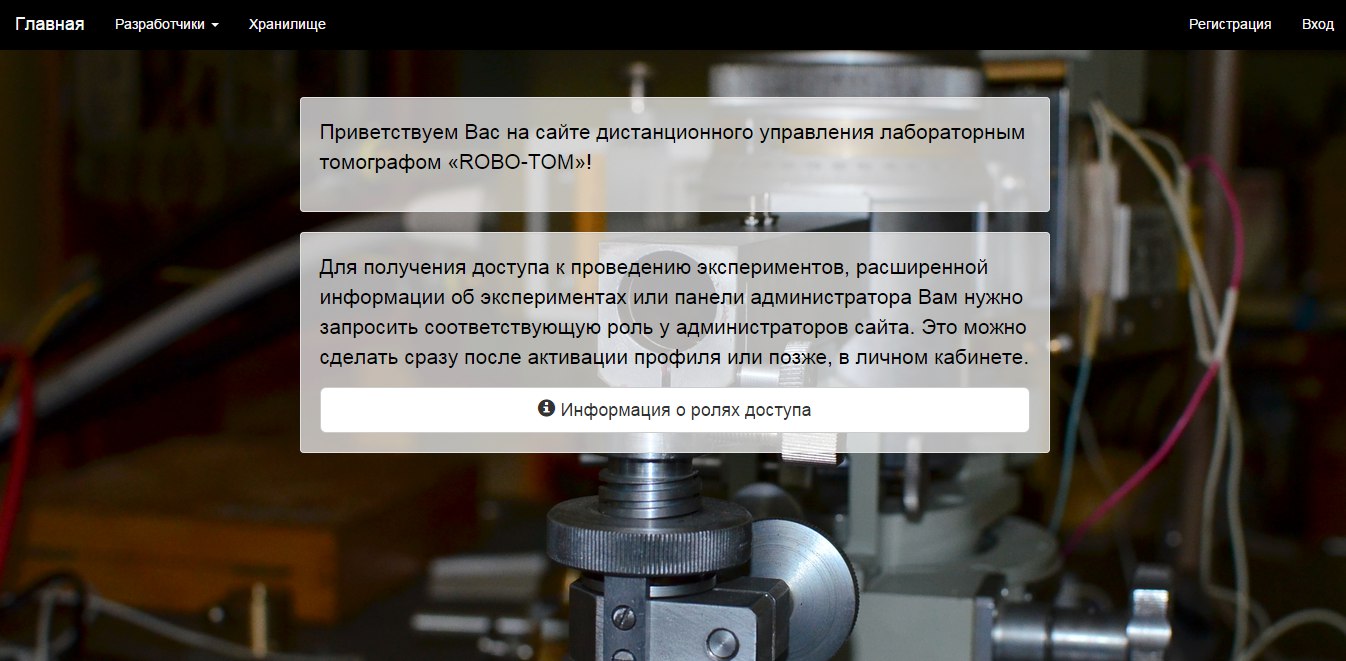 Главная Разработчики Хранилище Регистрация Вход
Приветствуем Вас на сайте дистанционного управления лабораторным
томографом «ROBO-TOM»!
Для получения доступа к проведению экспериментов, расширенной
информации об экспериментах или панели администратора Вам нужно
запросить соответствующую роль у администраторов сайта. Это можно
сделать сразу после активации профиля или позже, в личном кабинете.
Информация о ролях доступа